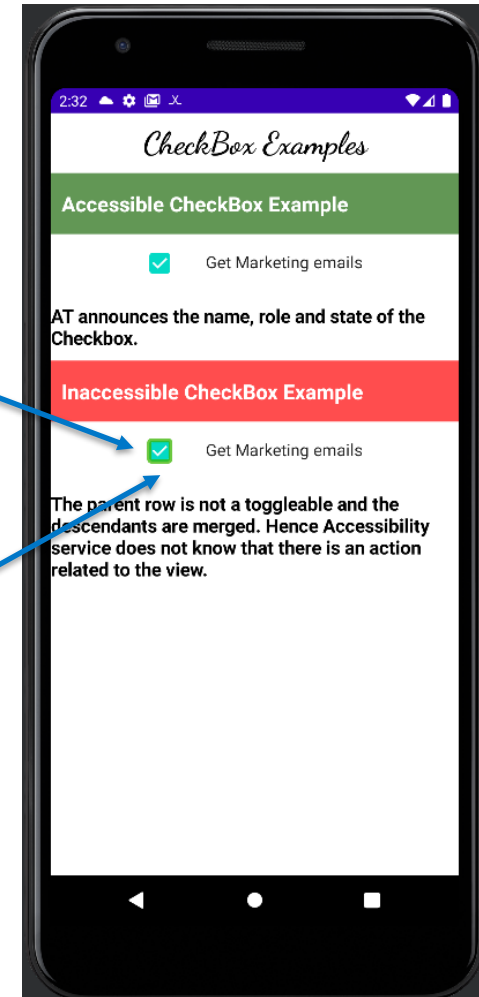 2:32
CheckBox Examples
Accessible CheckBox Example
Get Marketing emails
AT announces the name, role and state of the
Checkbox.
Inaccessible CheckBox Example
Get Marketing emails
The parent row is not a toggleable and the
descendants are merged. Hence Accessibility
service does not know that there is an action
related to the view.